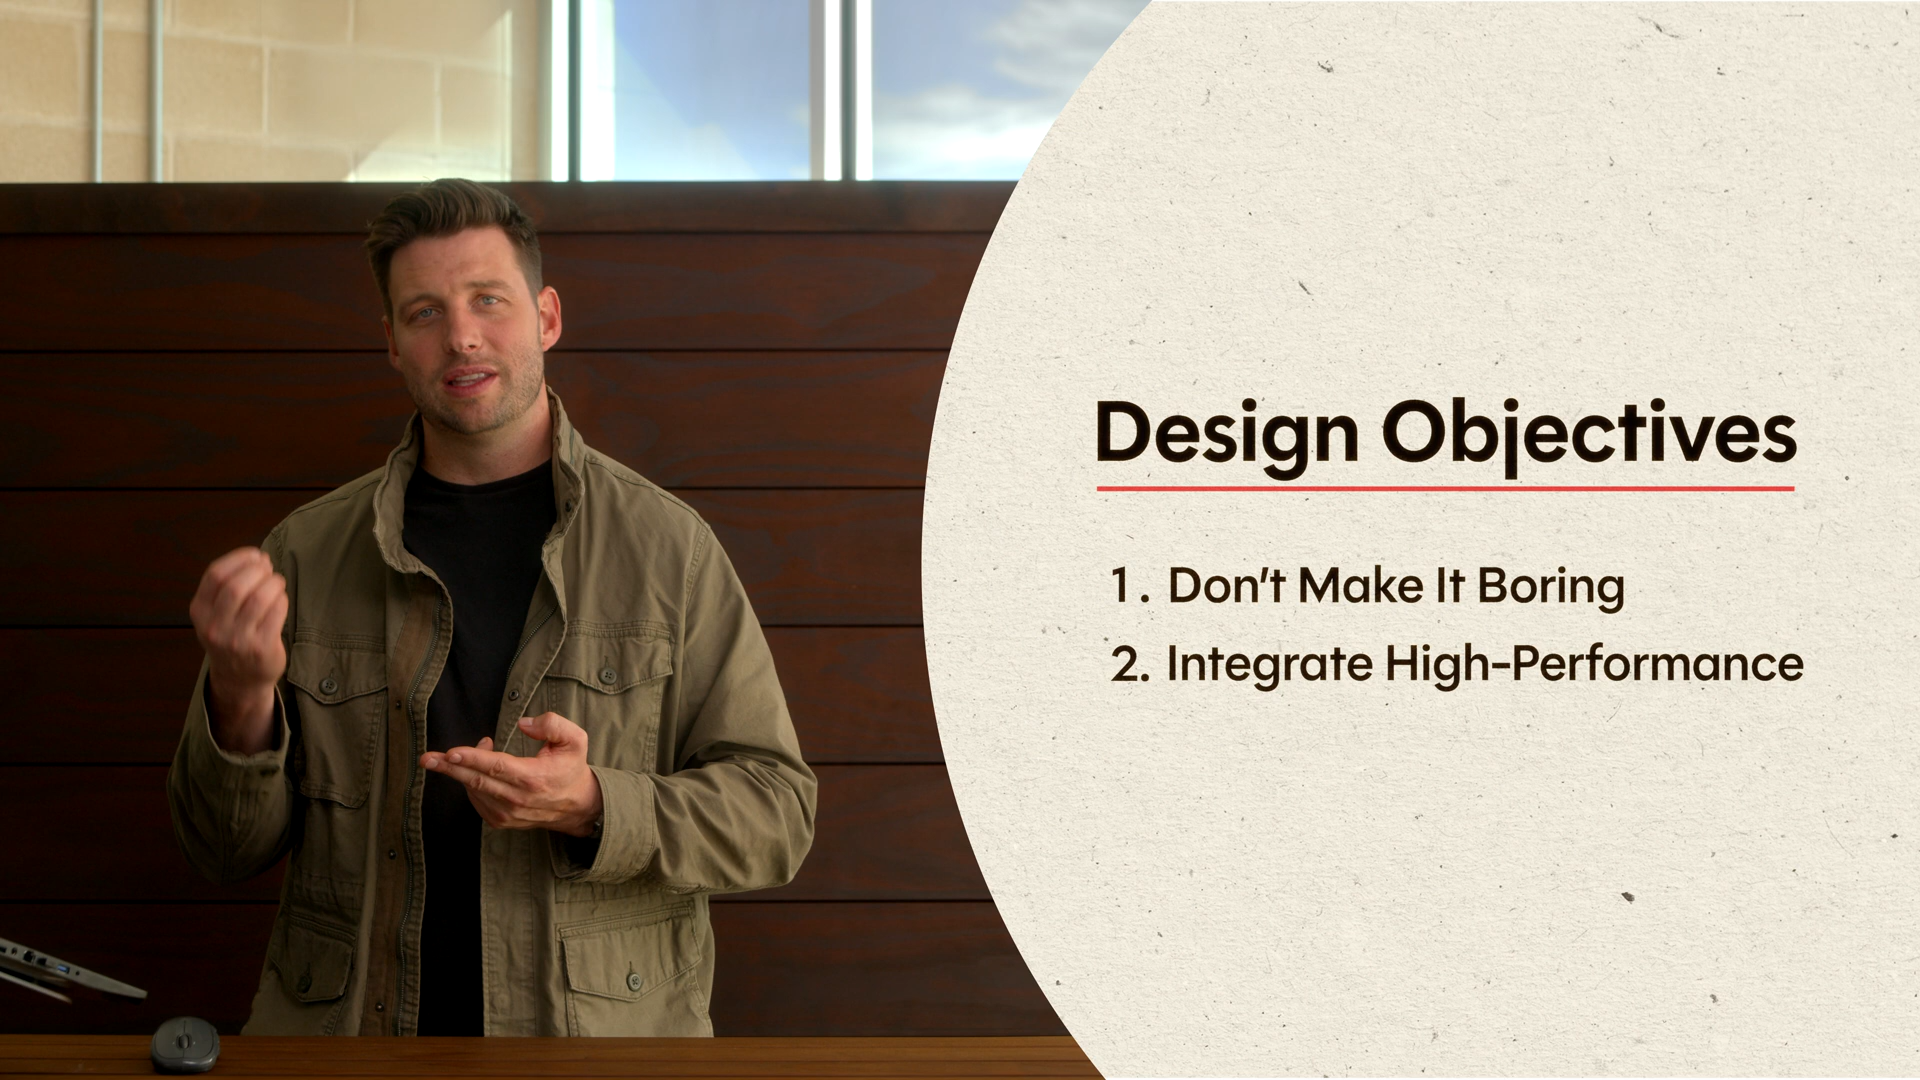 Design Objectives
1. Don't Make It Boring
2. Integrate High-Performance